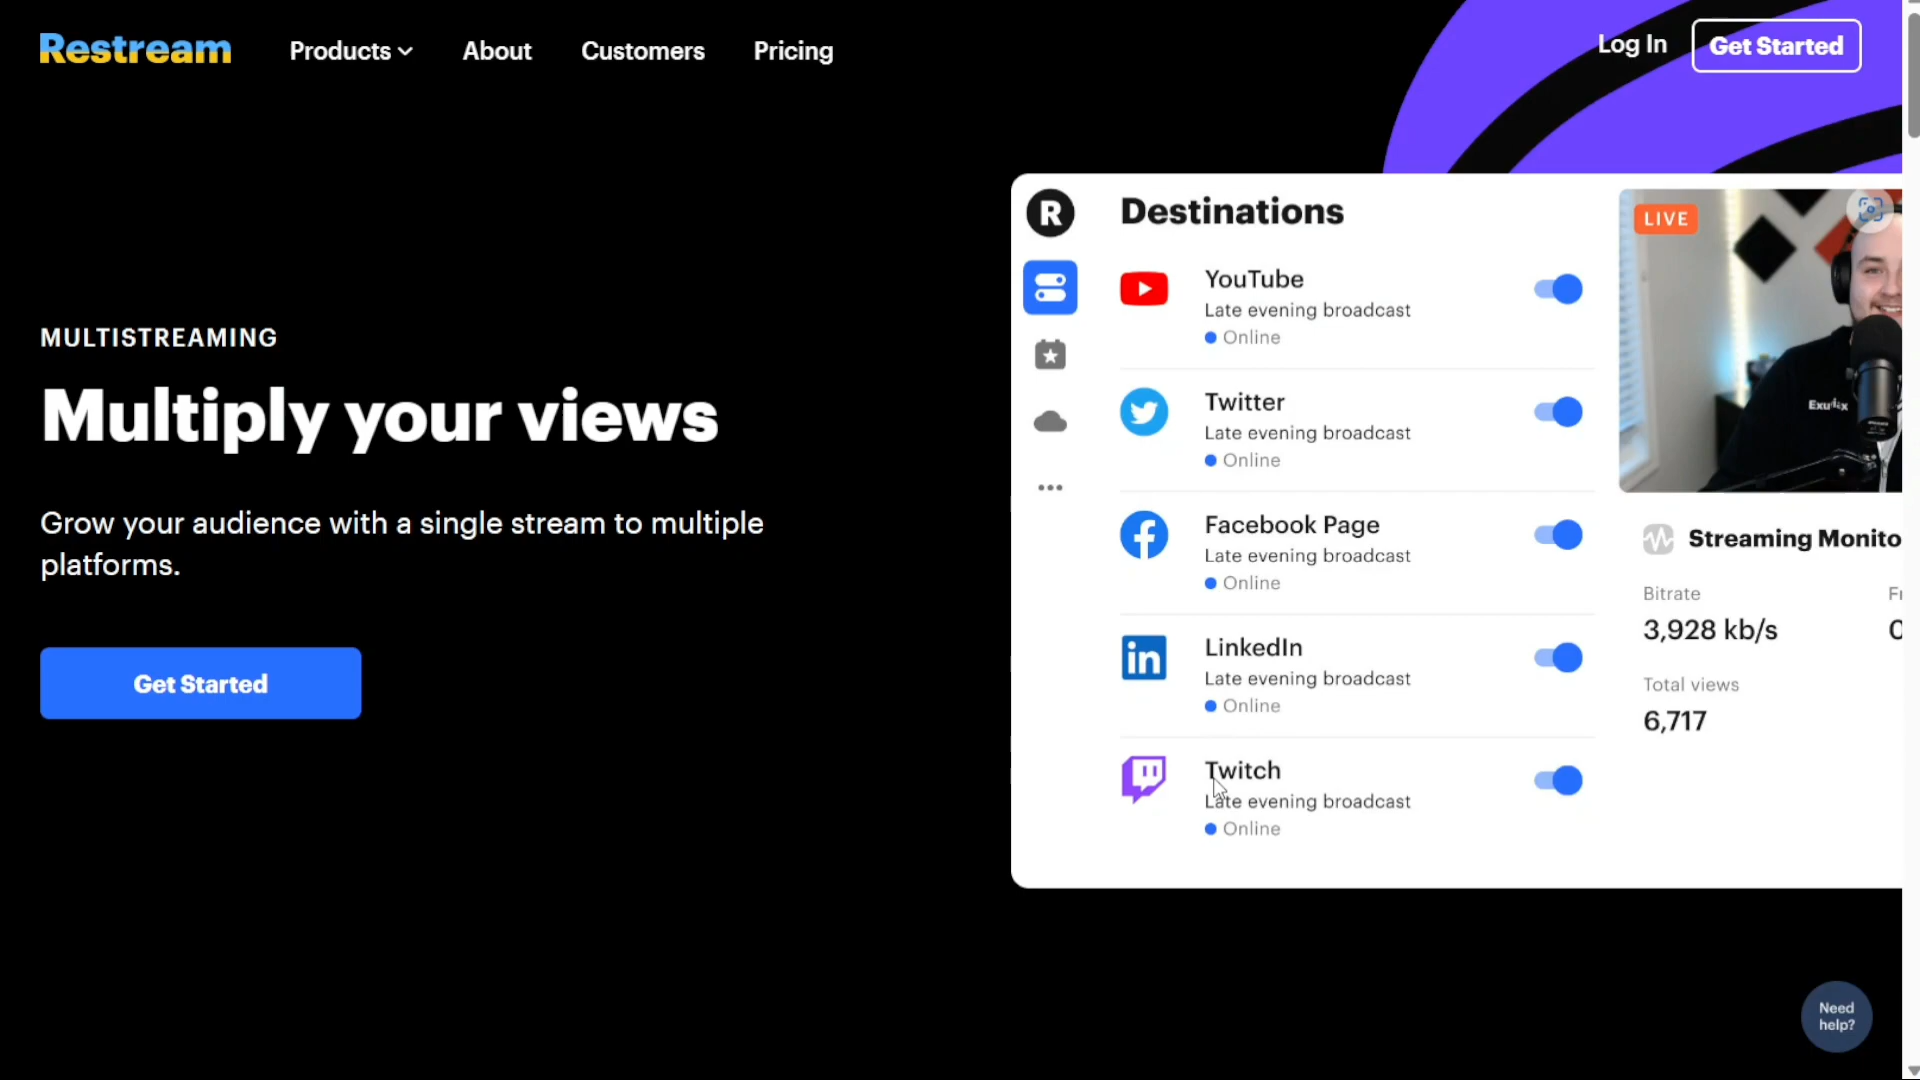 Restream
Products
About
Customers
Pricing
Log In
Get Started
MULTISTREAMING
Multiply your views
Grow your audience with a single stream to multiple
platforms.
Get Started
R
Destinations
YouTube
Late evening broadcast
Online
Twitter
Late evening broadcast
Online
Facebook Page
Late evening broadcast
Online
LinkedIn
Late evening broadcast
Online
Twitch
Late evening broadcast
Online
LIVE
Streaming Monito
Bitrate
3,928 kb/s
Total views
6,717
Need
help?